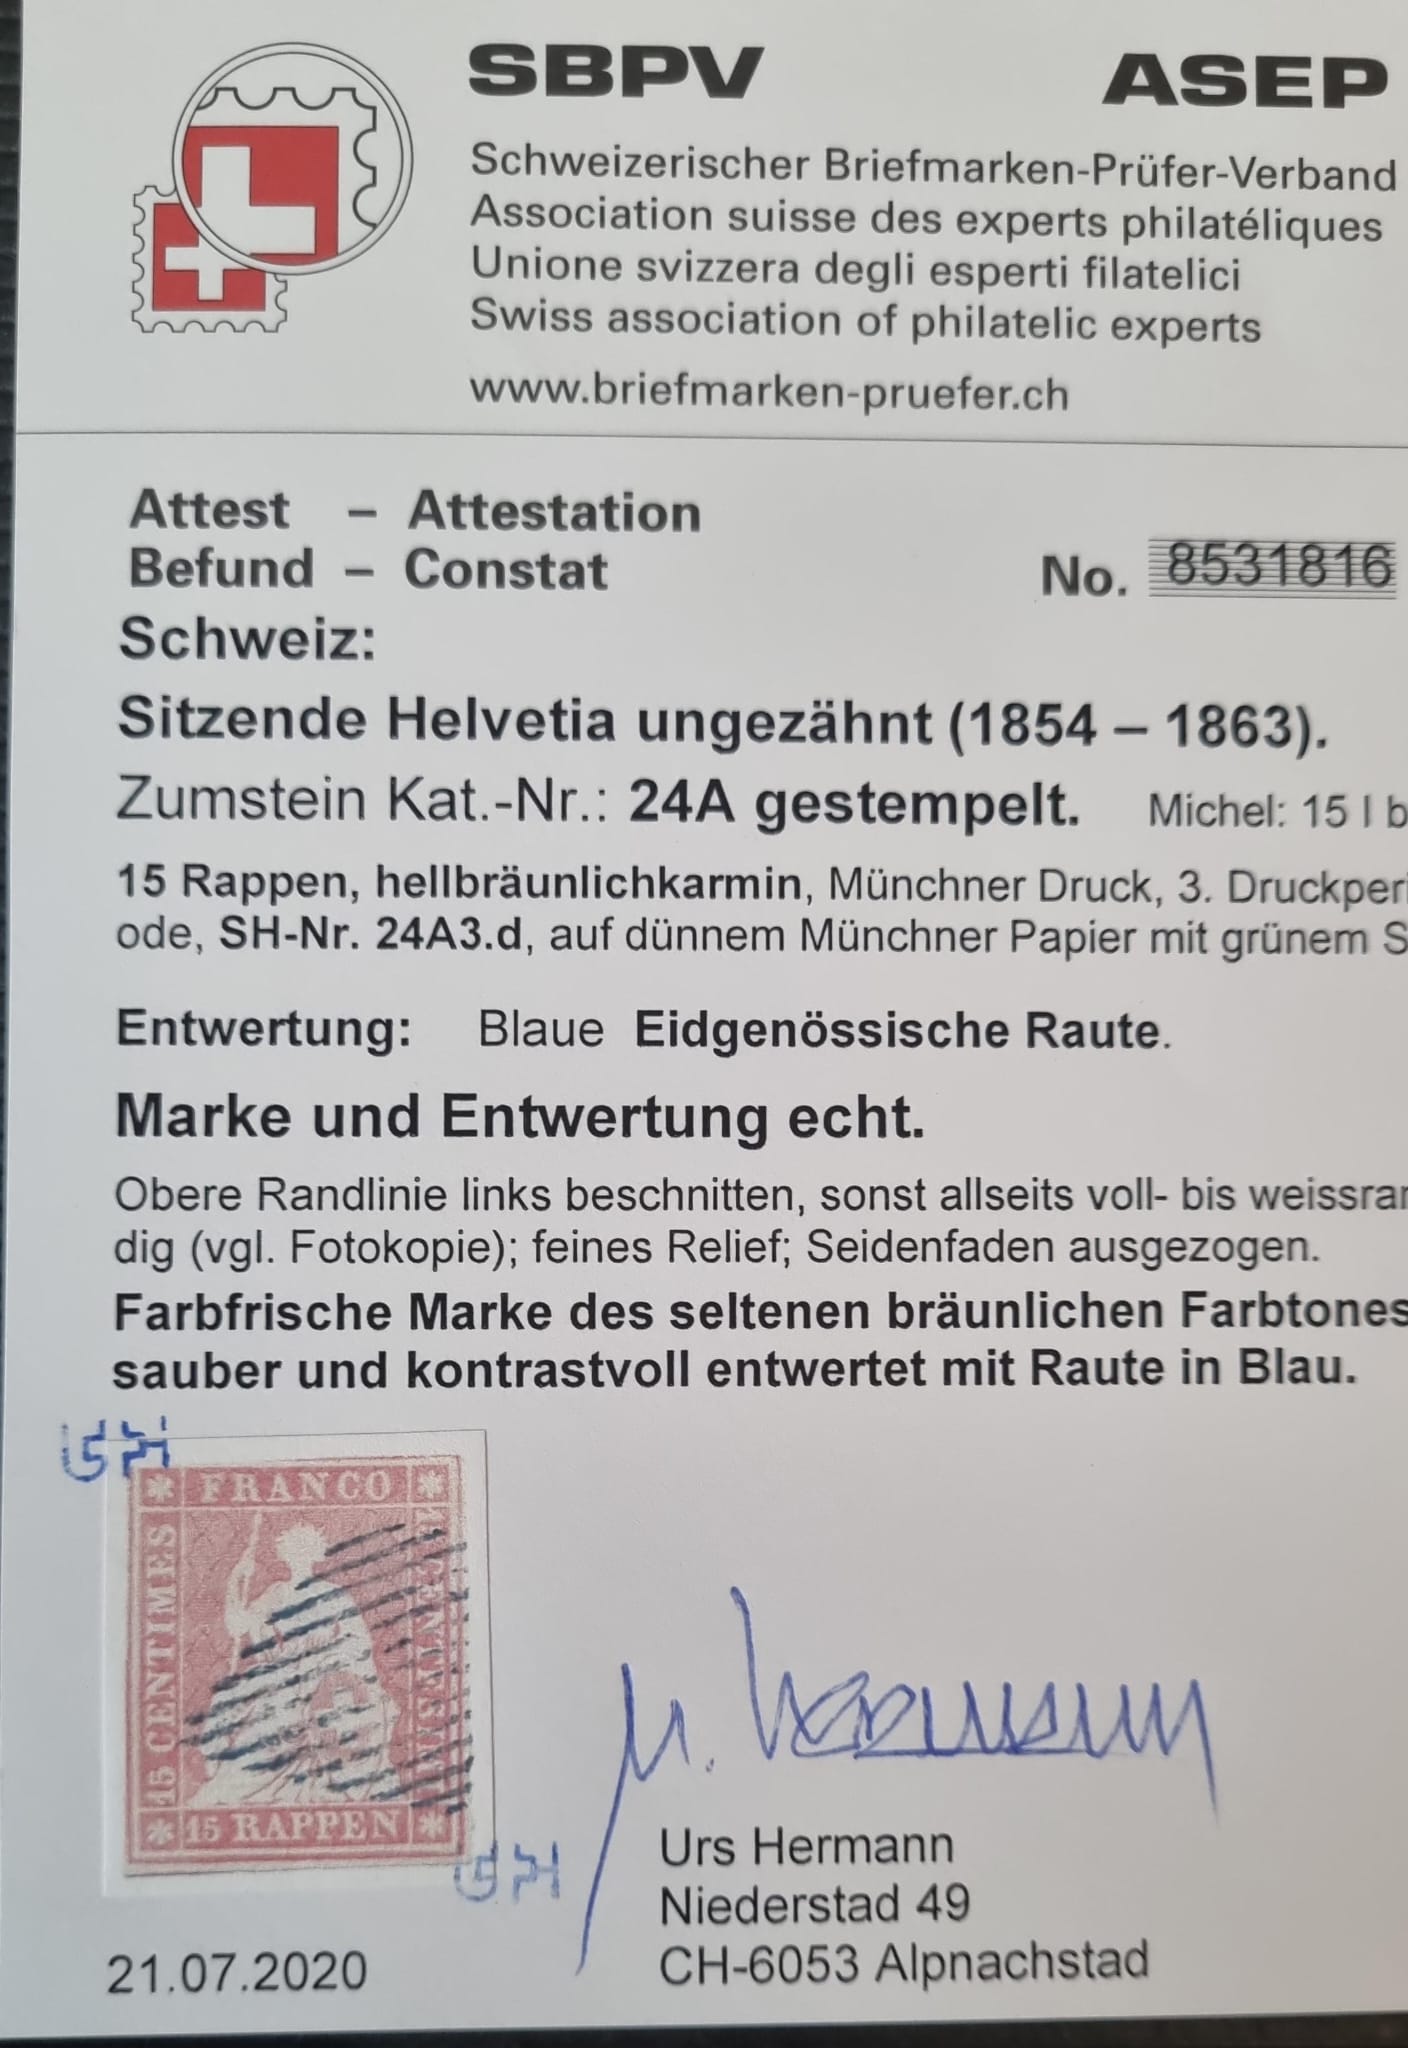 SBPV ASEP
Schweizerischer Briefmarken-Prüfer-Verband
Association suisse des experts philatéliques
Unione svizzera degli esperti filatelici
Swiss association of philatelic experts
www.briefmarken-pruefer.ch
Attest – Attestation
Befund – Constat
No. 8531816
Schweiz:
Sitzende Helvetia ungezähnt (1854 – 1863).
Zumstein Kat.-Nr.: 24A gestempelt. Michel: 15 I b
15 Rappen, hellbräunlichkarmin, Münchner Druck, 3. Druckperi
ode, SH-Nr. 24A3.d, auf dünnem Münchner Papier mit grünem S
Entwertung: Blaue Eidgenössische Raute.
Marke und Entwertung echt.
Obere Randlinie links beschnitten, sonst allseits voll- bis weissran
dig (vgl. Fotokopie); feines Relief; Seidenfaden ausgezogen.
Farbfrische Marke des seltenen bräunlichen Farbtones
sauber und kontrastvoll entwertet mit Raute in Blau.
FRANCO
15 CENTIMES
15 RAPPEN
Urs Hermann
Niederstad 49
CH-6053 Alpnachstad
21.07.2020